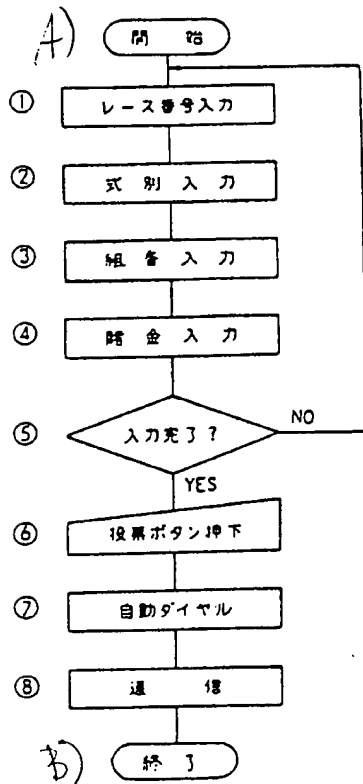 A) 開始
① レース番号入力
② 式別入力
③ 組番入力
④ 賭金入力
⑤ 入力完了? NO
YES
⑥ 投票ボタン押下
⑦ 自動ダイヤル
⑧ 通信
B) 終了